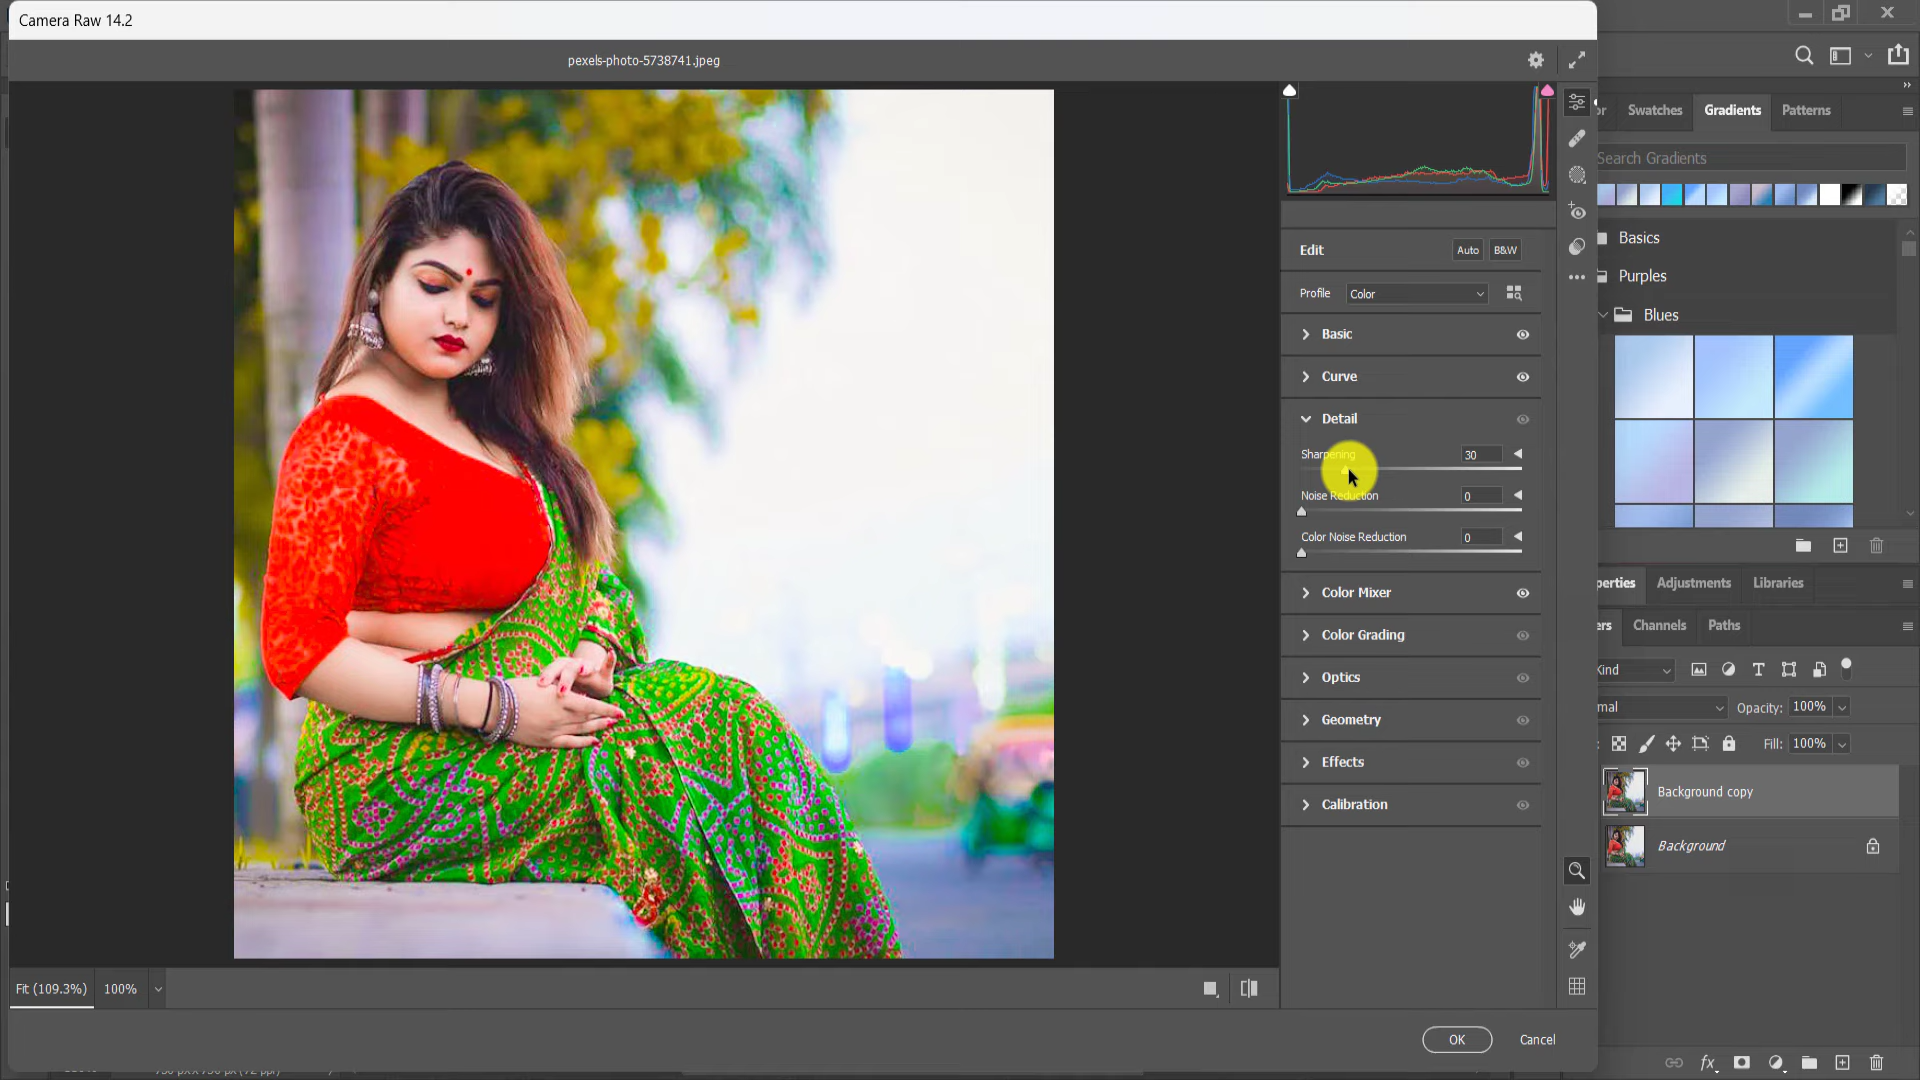 Camera Raw 14.2
pexels-photo-5738741.jpeg
Swatches Gradients Patterns
Search Gradients
Basics
Purples
Blues
Edit Auto B&W
Profile Color
Basic
Curve
Detail
Sharpening 30
Noise Reduction 0
Color Noise Reduction 0
Color Mixer
Color Grading
Optics
Geometry
Effects
Calibration
perties Adjustments Libraries
ers Channels Paths
Kind
mal Opacity: 100%
Fill: 100%
Background copy
Background
Fit (109.3%) 100%
OK Cancel
fx